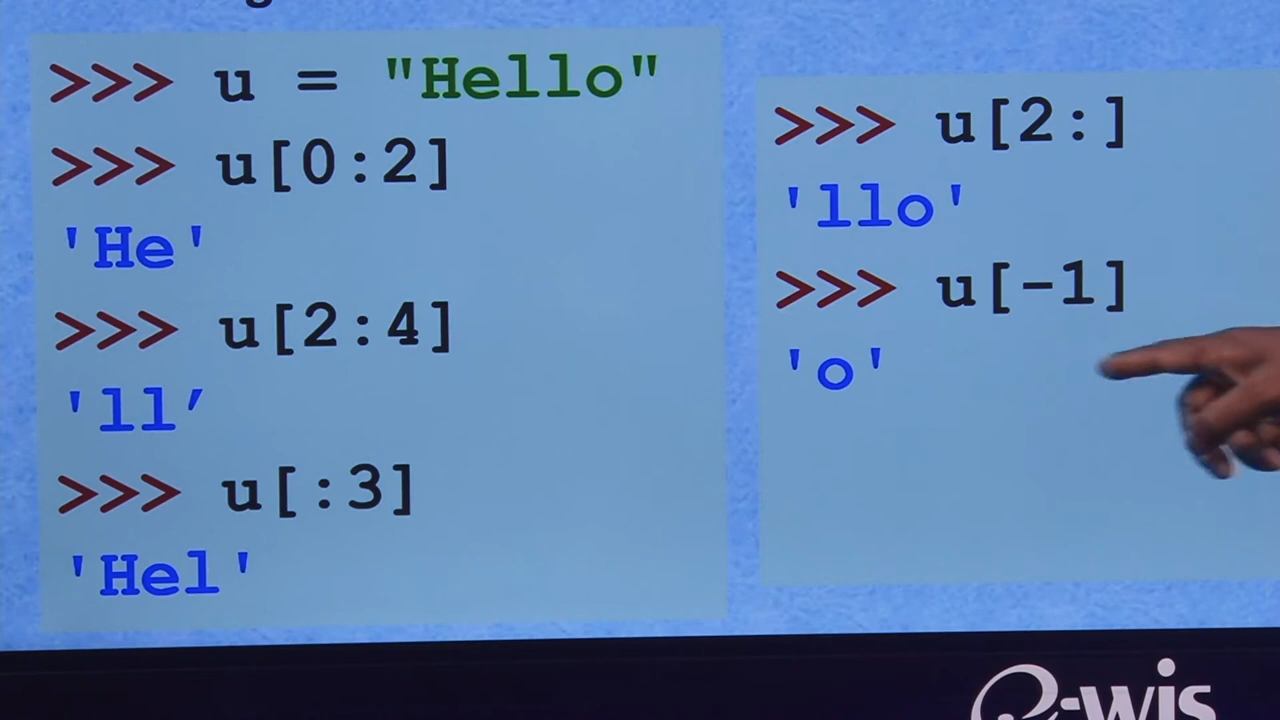 >>> u = "Hello"
>>> u[0:2]
'He'
>>> u[2:4]
'll’
>>> u[:3]
'Hel'
>>> u[2:]
'llo'
>>> u[-1]
'o'